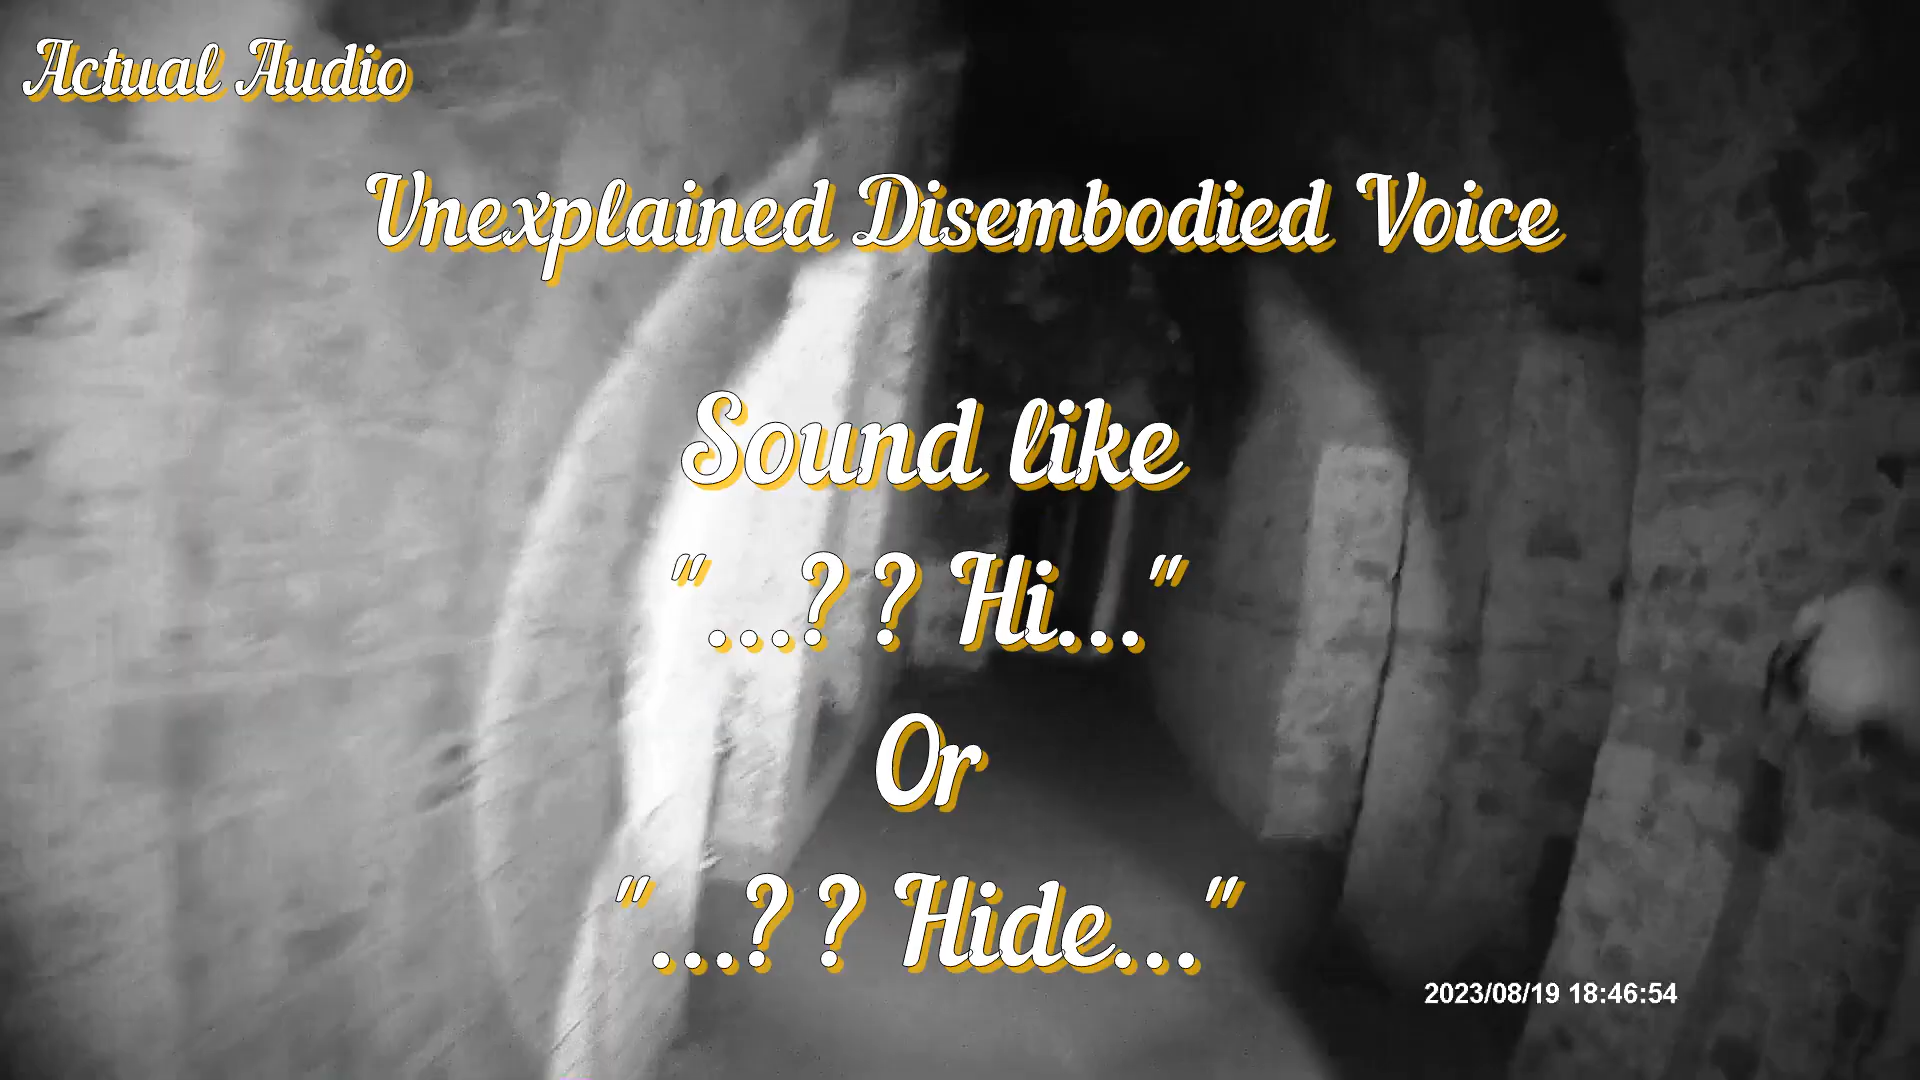 Actual Audio
Unexplained Disembodied Voice
Sound like
"...? ? Hi..."
Or
"...? ? Hide..."
2023/08/19 18:46:54